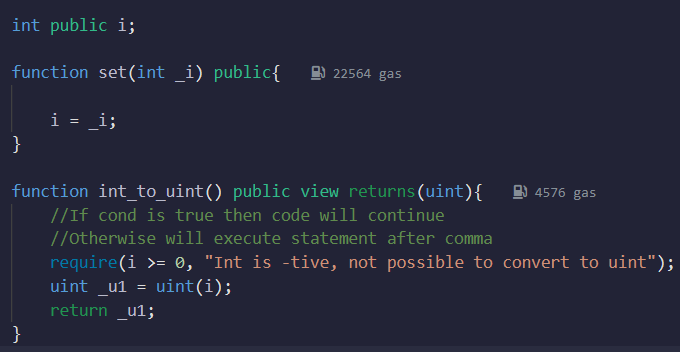 int public i;
function set(int _i) public{ 22564 gas
i = _i;
}
function int_to_uint() public view returns(uint){ 4576 gas
//If cond is true then code will continue
//Otherwise will execute statement after comma
require(i >= 0, "Int is -tive, not possible to convert to uint");
uint _u1 = uint(i);
return _u1;
}